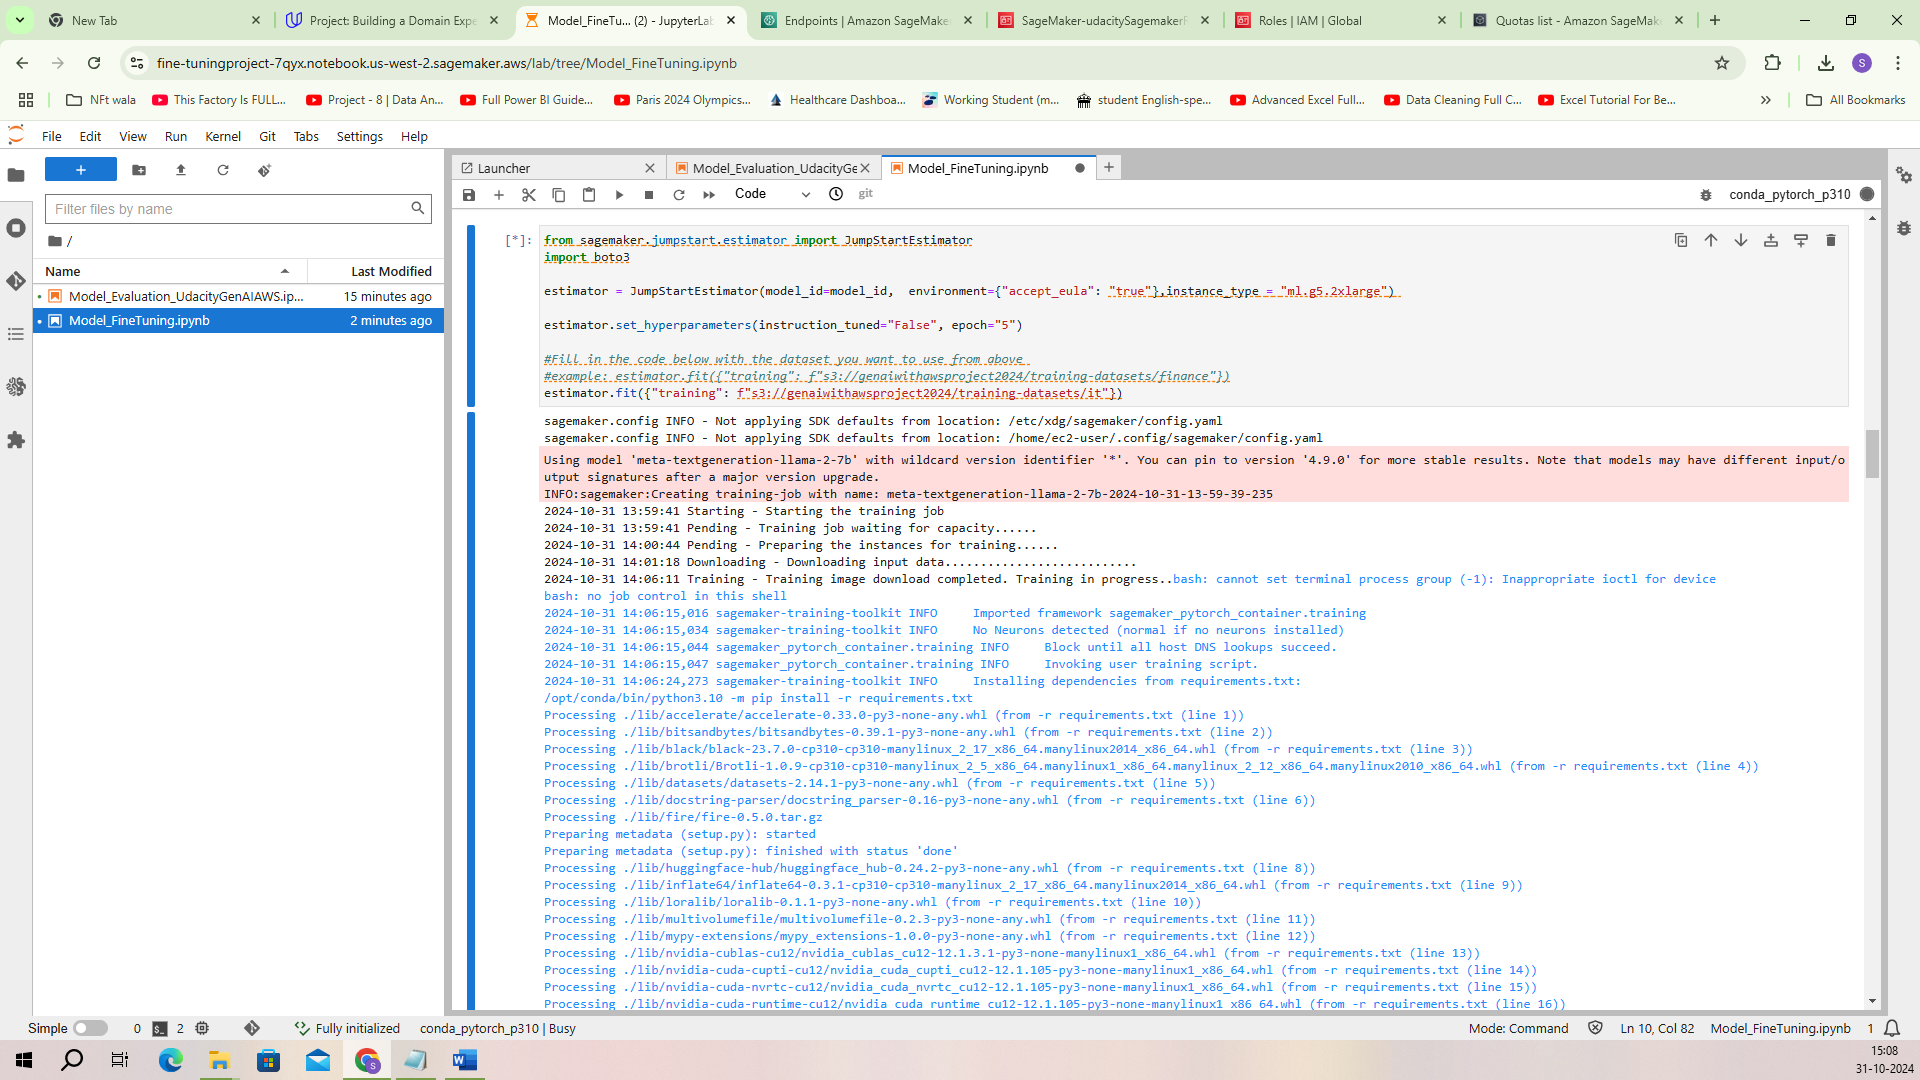 New Tab
Project: Building a Domain Expe
Model_FineTu... (2) - JupyterLab
Endpoints | Amazon SageMake
SageMaker-udacitySagemakerF
Roles | IAM | Global
Quotas list - Amazon SageMak
fine-tuningproject-7qyx.notebook.us-west-2.sagemaker.aws/lab/tree/Model_FineTuning.ipynb
S
NFt wala
This Factory Is FULL...
Project - 8 | Data An...
Full Power BI Guide...
Paris 2024 Olympics...
Healthcare Dashboa...
Working Student (m...
student English-spe...
Advanced Excel Full...
Data Cleaning Full C...
Excel Tutorial For Be...
All Bookmarks
File Edit View Run Kernel Git Tabs Settings Help
Filter files by name
/
Name Last Modified
Model_Evaluation_UdacityGenAIAWS.ip... 15 minutes ago
Model_FineTuning.ipynb 2 minutes ago
Launcher
Model_Evaluation_UdacityGe
Model_FineTuning.ipynb
Code
git
conda_pytorch_p310
[*]:
from sagemaker.jumpstart.estimator import JumpStartEstimator
import boto3
estimator = JumpStartEstimator(model_id=model_id,  environment={"accept_eula": "true"},instance_type = "ml.g5.2xlarge")
estimator.set_hyperparameters(instruction_tuned="False", epoch="5")
#Fill in the code below with the dataset you want to use from above
#example: estimator.fit({"training": f"s3://genaiwithawsproject2024/training-datasets/finance"})
estimator.fit({"training": f"s3://genaiwithawsproject2024/training-datasets/it"})
sagemaker.config INFO - Not applying SDK defaults from location: /etc/xdg/sagemaker/config.yaml
sagemaker.config INFO - Not applying SDK defaults from location: /home/ec2-user/.config/sagemaker/config.yaml
Using model 'meta-textgeneration-llama-2-7b' with wildcard version identifier '*'. You can pin to version '4.9.0' for more stable results. Note that models may have different input/o
utput signatures after a major version upgrade.
INFO:sagemaker:Creating training-job with name: meta-textgeneration-llama-2-7b-2024-10-31-13-59-39-235
2024-10-31 13:59:41 Starting - Starting the training job
2024-10-31 13:59:41 Pending - Training job waiting for capacity......
2024-10-31 14:00:44 Pending - Preparing the instances for training......
2024-10-31 14:01:18 Downloading - Downloading input data...........................
2024-10-31 14:06:11 Training - Training image download completed. Training in progress..bash: cannot set terminal process group (-1): Inappropriate ioctl for device
bash: no job control in this shell
2024-10-31 14:06:15,016 sagemaker-training-toolkit INFO     Imported framework sagemaker_pytorch_container.training
2024-10-31 14:06:15,034 sagemaker-training-toolkit INFO     No Neurons detected (normal if no neurons installed)
2024-10-31 14:06:15,044 sagemaker_pytorch_container.training INFO     Block until all host DNS lookups succeed.
2024-10-31 14:06:15,047 sagemaker_pytorch_container.training INFO     Invoking user training script.
2024-10-31 14:06:24,273 sagemaker-training-toolkit INFO     Installing dependencies from requirements.txt:
/opt/conda/bin/python3.10 -m pip install -r requirements.txt
Processing ./lib/accelerate/accelerate-0.33.0-py3-none-any.whl (from -r requirements.txt (line 1))
Processing ./lib/bitsandbytes/bitsandbytes-0.39.1-py3-none-any.whl (from -r requirements.txt (line 2))
Processing ./lib/black/black-23.7.0-cp310-cp310-manylinux_2_17_x86_64.manylinux2014_x86_64.whl (from -r requirements.txt (line 3))
Processing ./lib/brotli/Brotli-1.0.9-cp310-cp310-manylinux_2_5_x86_64.manylinux1_x86_64.manylinux_2_12_x86_64.manylinux2010_x86_64.whl (from -r requirements.txt (line 4))
Processing ./lib/datasets/datasets-2.14.1-py3-none-any.whl (from -r requirements.txt (line 5))
Processing ./lib/docstring-parser/docstring_parser-0.16-py3-none-any.whl (from -r requirements.txt (line 6))
Processing ./lib/fire/fire-0.5.0.tar.gz
Preparing metadata (setup.py): started
Preparing metadata (setup.py): finished with status 'done'
Processing ./lib/huggingface-hub/huggingface_hub-0.24.2-py3-none-any.whl (from -r requirements.txt (line 8))
Processing ./lib/inflate64/inflate64-0.3.1-cp310-cp310-manylinux_2_17_x86_64.manylinux2014_x86_64.whl (from -r requirements.txt (line 9))
Processing ./lib/loralib/loralib-0.1.1-py3-none-any.whl (from -r requirements.txt (line 10))
Processing ./lib/multivolumefile/multivolumefile-0.2.3-py3-none-any.whl (from -r requirements.txt (line 11))
Processing ./lib/mypy-extensions/mypy_extensions-1.0.0-py3-none-any.whl (from -r requirements.txt (line 12))
Processing ./lib/nvidia-cublas-cu12/nvidia_cublas_cu12-12.1.3.1-py3-none-manylinux1_x86_64.whl (from -r requirements.txt (line 13))
Processing ./lib/nvidia-cuda-cupti-cu12/nvidia_cuda_cupti_cu12-12.1.105-py3-none-manylinux1_x86_64.whl (from -r requirements.txt (line 14))
Processing ./lib/nvidia-cuda-nvrtc-cu12/nvidia_cuda_nvrtc_cu12-12.1.105-py3-none-manylinux1_x86_64.whl (from -r requirements.txt (line 15))
Processing ./lib/nvidia-cuda-runtime-cu12/nvidia_cuda_runtime_cu12-12.1.105-py3-none-manylinux1_x86_64.whl (from -r requirements.txt (line 16))
Simple 0 2 Fully initialized conda_pytorch_p310 | Busy Mode: Command Ln 10, Col 82 Model_FineTuning.ipynb 1
15:08
31-10-2024